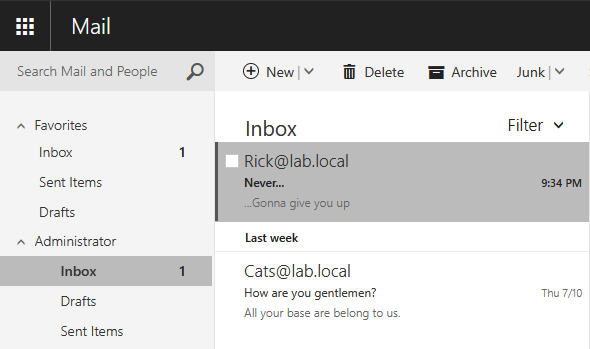 Mail
Search Mail and People
New | Delete Archive Junk |
Favorites
Inbox 1
Sent Items
Drafts
Administrator
Inbox 1
Drafts
Sent Items
Inbox Filter
Rick@lab.local
Never... 9:34 PM
...Gonna give you up
Last week
Cats@lab.local
How are you gentlemen? Thu 7/10
All your base are belong to us.